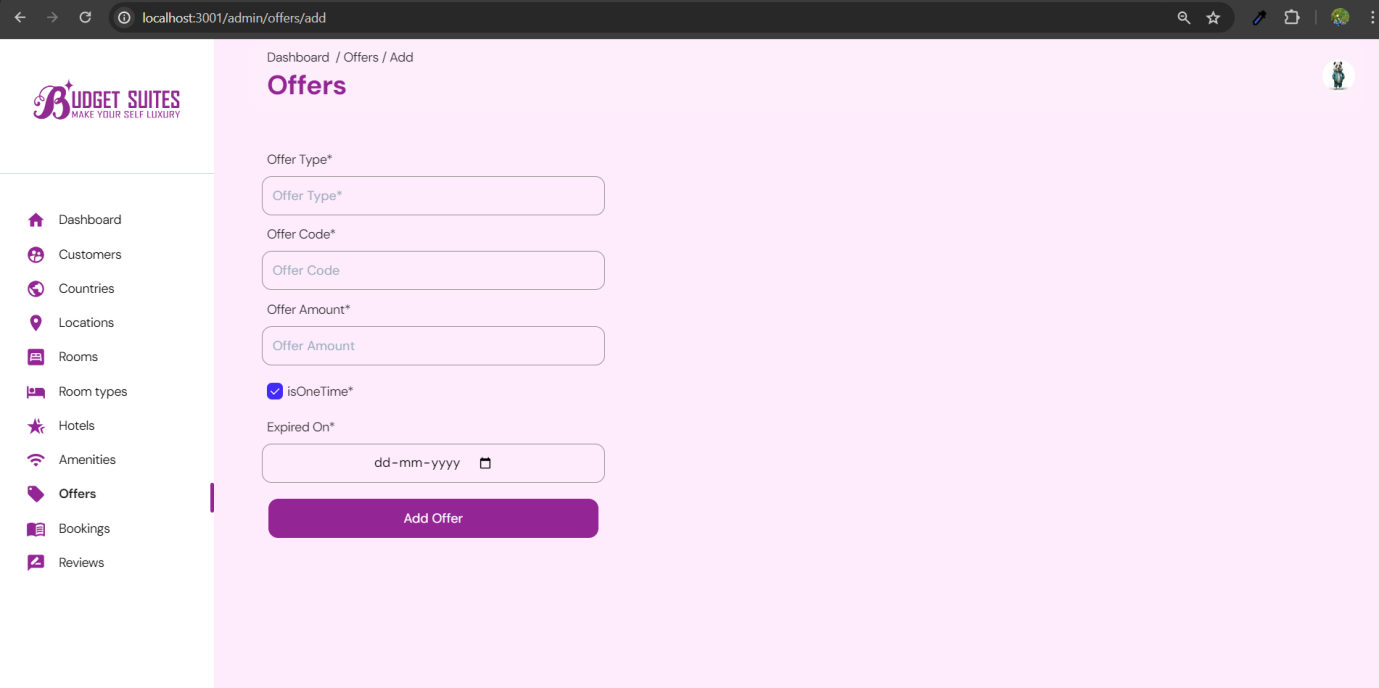 localhost:3001/admin/offers/add
BUDGET SUITES
MAKE YOUR SELF LUXURY
Dashboard
Customers
Countries
Locations
Rooms
Room types
Hotels
Amenities
Offers
Bookings
Reviews
Dashboard / Offers / Add
Offers
Offer Type*
Offer Type*
Offer Code*
Offer Code
Offer Amount*
Offer Amount
isOneTime*
Expired On*
dd-mm-yyyy
Add Offer